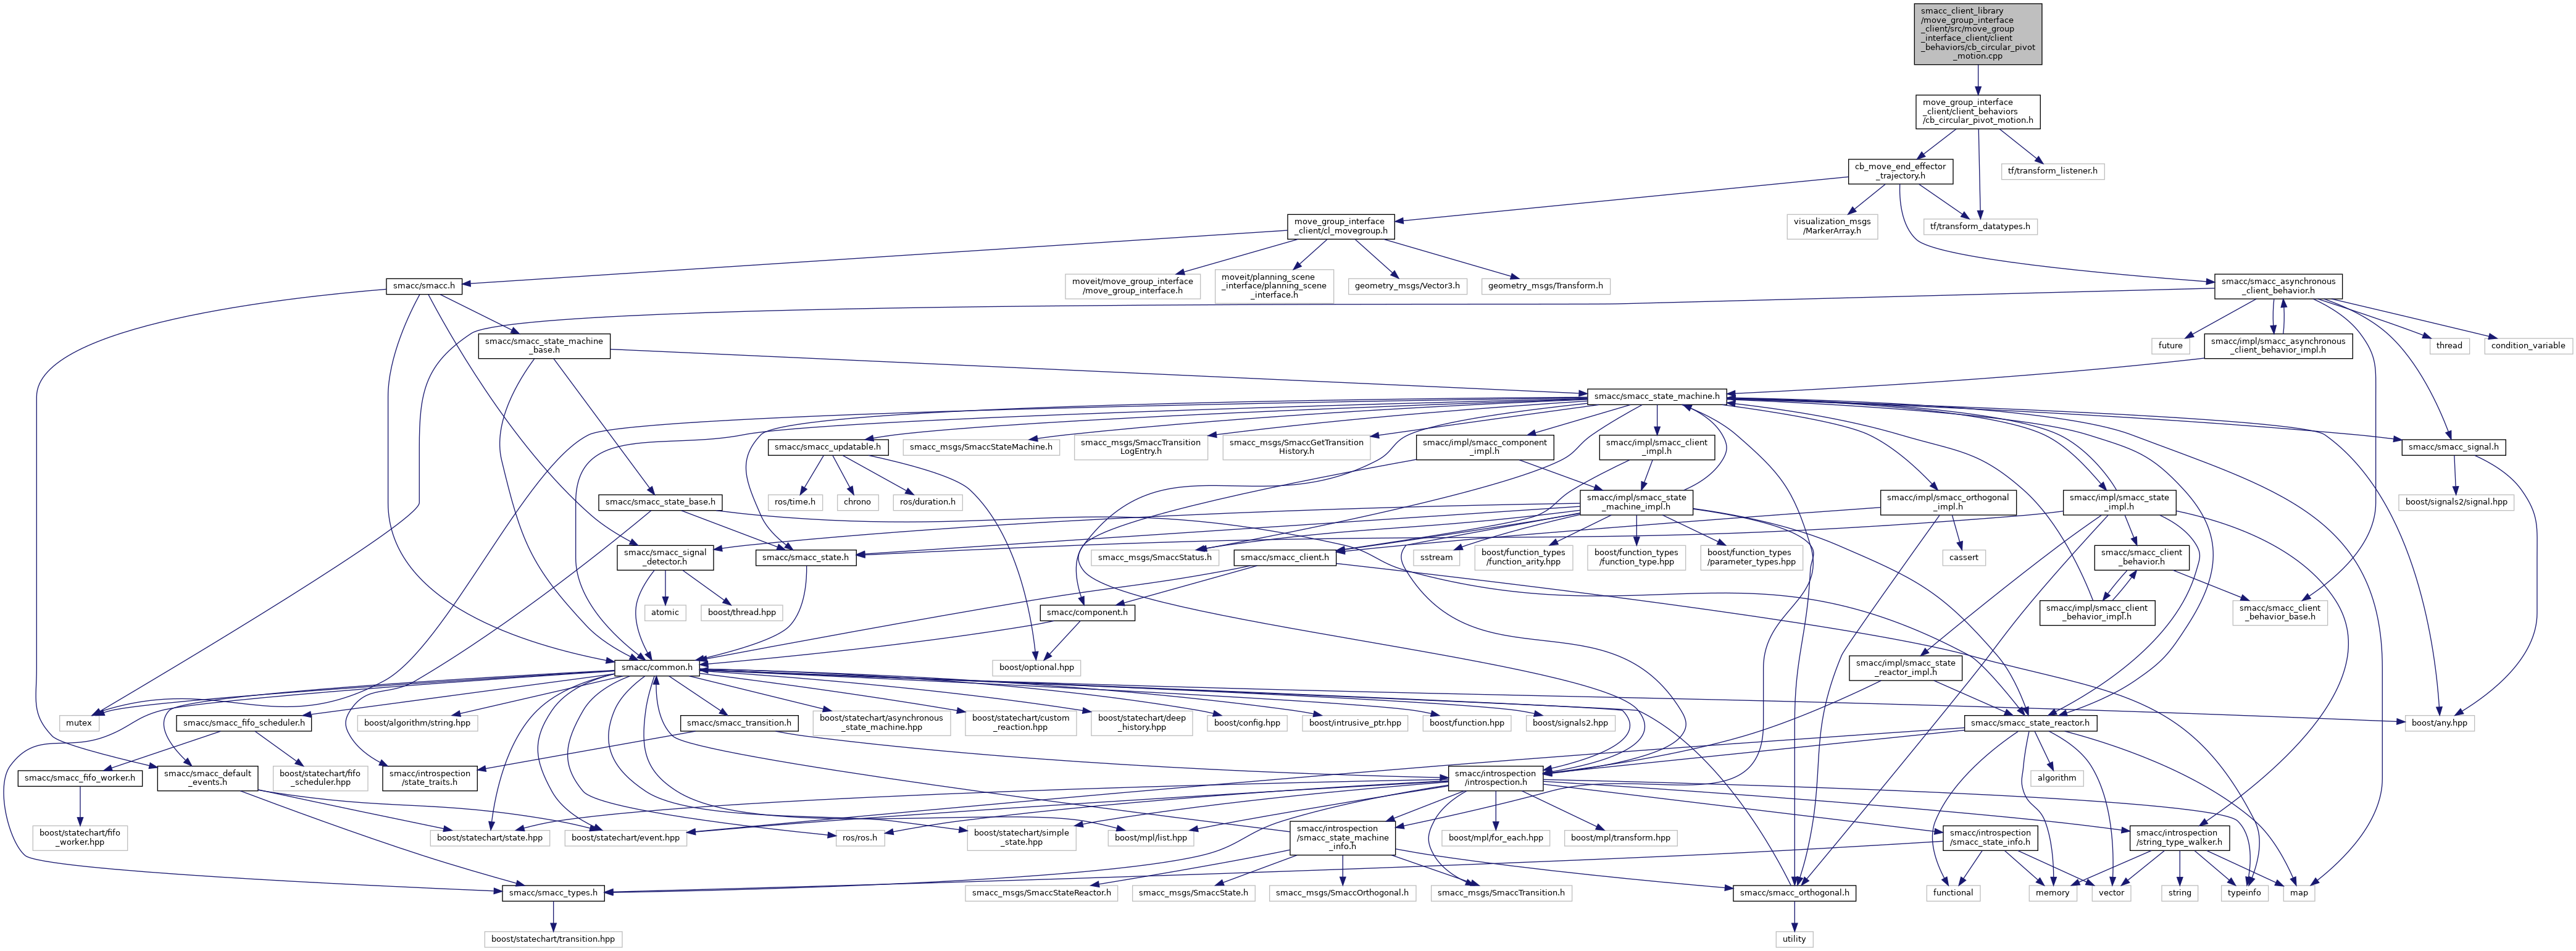 smacc_client_library
/move_group_interface
_client/src/move_group
_interface_client/client
_behaviors/cb_circular_pivot
_motion.cpp
move_group_interface
_client/client_behaviors
/cb_circular_pivot_motion.h
cb_move_end_effector
_trajectory.h
tf/transform_listener.h
move_group_interface
_client/cl_movegroup.h
visualization_msgs
/MarkerArray.h
tf/transform_datatypes.h
smacc/smacc.h
moveit/move_group_interface
/move_group_interface.h
moveit/planning_scene
_interface/planning_scene
_interface.h
geometry_msgs/Vector3.h
geometry_msgs/Transform.h
smacc/smacc_asynchronous
_client_behavior.h
smacc/smacc_state_machine
_base.h
future
smacc/impl/smacc_asynchronous
_client_behavior_impl.h
thread
condition_variable
smacc/smacc_state_machine.h
smacc/smacc_updatable.h
smacc_msgs/SmaccStateMachine.h
smacc_msgs/SmaccTransition
LogEntry.h
smacc_msgs/SmaccGetTransition
History.h
smacc/impl/smacc_component
_impl.h
smacc/impl/smacc_client
_impl.h
smacc/smacc_signal.h
smacc/smacc_state_base.h
ros/time.h
chrono
ros/duration.h
smacc/impl/smacc_state
_machine_impl.h
smacc/impl/smacc_orthogonal
_impl.h
smacc/impl/smacc_state
_impl.h
boost/signals2/signal.hpp
smacc/smacc_signal
_detector.h
smacc/smacc_state.h
smacc_msgs/SmaccStatus.h
smacc/smacc_client.h
sstream
boost/function_types
/function_arity.hpp
boost/function_types
/function_type.hpp
boost/function_types
/parameter_types.hpp
cassert
smacc/smacc_client
_behavior.h
atomic
boost/thread.hpp
smacc/component.h
smacc/impl/smacc_client
_behavior_impl.h
smacc/smacc_client
_behavior_base.h
smacc/common.h
boost/optional.hpp
smacc/impl/smacc_state
_reactor_impl.h
mutex
smacc/smacc_fifo_scheduler.h
boost/algorithm/string.hpp
smacc/smacc_transition.h
boost/statechart/asynchronous
_state_machine.hpp
boost/statechart/custom
_reaction.hpp
boost/statechart/deep
_history.hpp
boost/config.hpp
boost/intrusive_ptr.hpp
boost/function.hpp
boost/signals2.hpp
smacc/smacc_state_reactor.h
boost/any.hpp
smacc/smacc_fifo_worker.h
smacc/smacc_default
_events.h
boost/statechart/fifo
_scheduler.hpp
smacc/introspection
/state_traits.h
smacc/introspection
/introspection.h
algorithm
boost/statechart/fifo
_worker.hpp
boost/statechart/state.hpp
boost/statechart/event.hpp
ros/ros.h
boost/statechart/simple
_state.hpp
boost/mpl/list.hpp
smacc/introspection
/smacc_state_machine
_info.h
boost/mpl/for_each.hpp
boost/mpl/transform.hpp
smacc/introspection
/smacc_state_info.h
smacc/introspection
/string_type_walker.h
smacc/smacc_types.h
smacc_msgs/SmaccStateReactor.h
smacc_msgs/SmaccState.h
smacc_msgs/SmaccOrthogonal.h
smacc_msgs/SmaccTransition.h
smacc/smacc_orthogonal.h
functional
memory
vector
string
typeinfo
map
boost/statechart/transition.hpp
utility